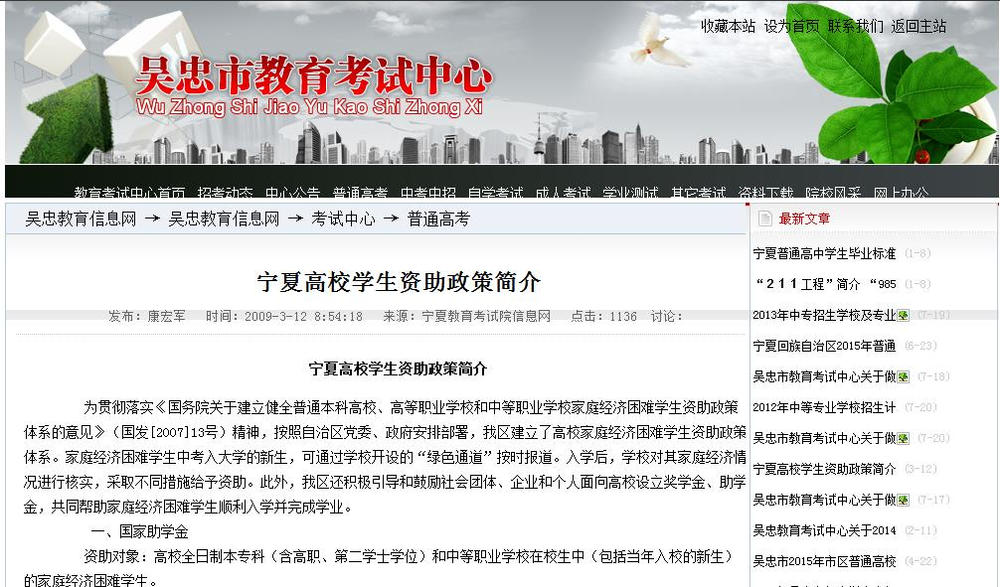 收藏本站 设为首页 联系我们 返回主站
吴忠市教育考试中心
Wu Zhong Shi Jiao Yu Kao Shi Zhong Xi
教育考试中心首页 招考动态 中心公告 普通高考 中考中招 自学考试 成人考试 学业测试 其它考试 资料下载 院校风采 网上办公
吴忠教育信息网 → 吴忠教育信息网 → 考试中心 → 普通高考
宁夏高校学生资助政策简介
发布：康宏军 时间：2009-3-12 8:54:18 来源：宁夏教育考试院信息网 点击：1136 讨论：
宁夏高校学生资助政策简介
为贯彻落实《国务院关于建立健全普通本科高校、高等职业学校和中等职业学校家庭经济困难学生资助政策
体系的意见》（国发[2007]13号）精神，按照自治区党委、政府安排部署，我区建立了高校家庭经济困难学生资助政策
体系。家庭经济困难学生中考入大学的新生，可通过学校开设的“绿色通道”按时报道。入学后，学校对其家庭经济情
况进行核实，采取不同措施给予资助。此外，我区还积极引导和鼓励社会团体、企业和个人面向高校设立奖学金、助学
金，共同帮助家庭经济困难学生顺利入学并完成学业。
一、国家助学金
资助对象：高校全日制本专科（含高职、第二学士学位）和中等职业学校在校生中（包括当年入校的新生）
的家庭经济困难学生。
最新文章
宁夏普通高中学生毕业标准 (1-8)
“２１１工程”简介 “985 (1-8)
2013年中专招生学校及专业 (7-19)
宁夏回族自治区2015年普通 (6-23)
吴忠市教育考试中心关于做 (7-18)
2012年中等专业学校招生计 (7-20)
吴忠市教育考试中心关于做 (7-20)
宁夏高校学生资助政策简介 (3-12)
吴忠市教育考试中心关于做 (7-17)
吴忠教育考试中心关于2014 (2-11)
吴忠市2015年市区普通高校 (4-22)